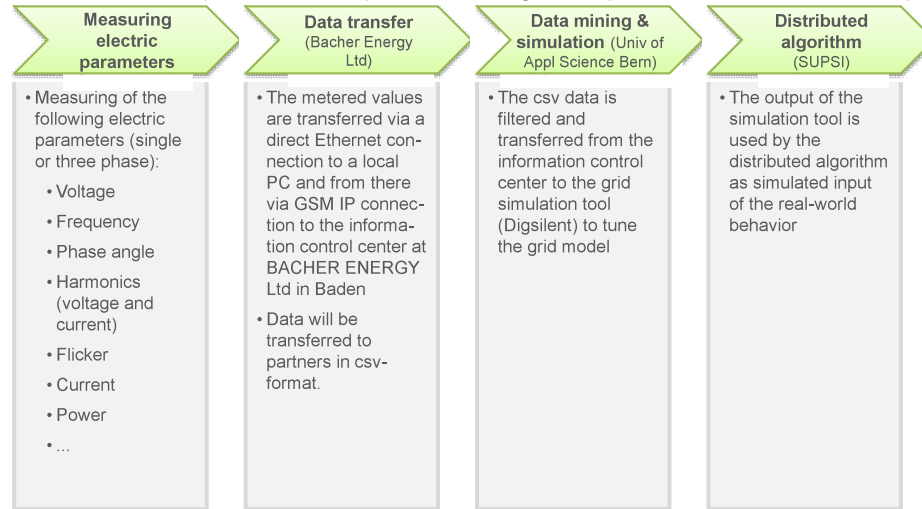 Measuring
electric
parameters
• Measuring of the
following electric
parameters (single
or three phase):
• Voltage
• Frequency
• Phase angle
• Harmonics
(voltage and
current)
• Flicker
• Current
• Power
• ...
Data transfer
(Bacher Energy
Ltd)
• The metered values
are transferred via a
direct Ethernet con-
nection to a local
PC and from there
via GSM IP connec-
tion to the informa-
tion control center at
BACHER ENERGY
Ltd in Baden
• Data will be
transferred to
partners in csv-
format.
Data mining &
simulation (Univ of
Appl Science Bern)
• The csv data is
filtered and
transferred from the
information control
center to the grid
simulation tool
(Digsilent) to tune
the grid model
Distributed
algorithm
(SUPSI)
• The output of the
simulation tool is
used by the
distributed algorithm
as simulated input
of the real-world
behavior